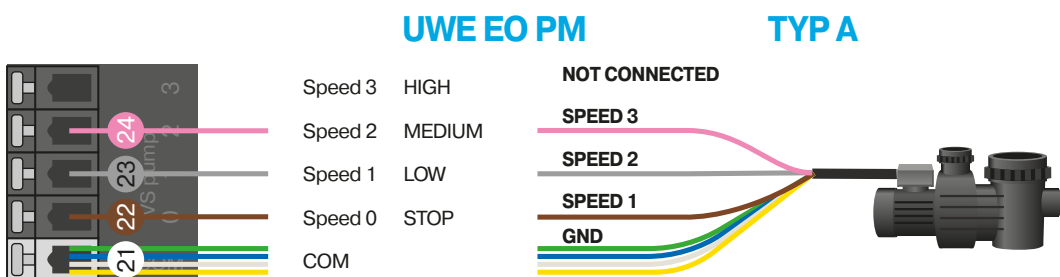 UWE EO PM TYP A
Speed 3 HIGH NOT CONNECTED
3
24 Speed 2 MEDIUM SPEED 3
2
23 Speed 1 LOW SPEED 2
VS pump
22 Speed 0 STOP SPEED 1
0
21 COM GND